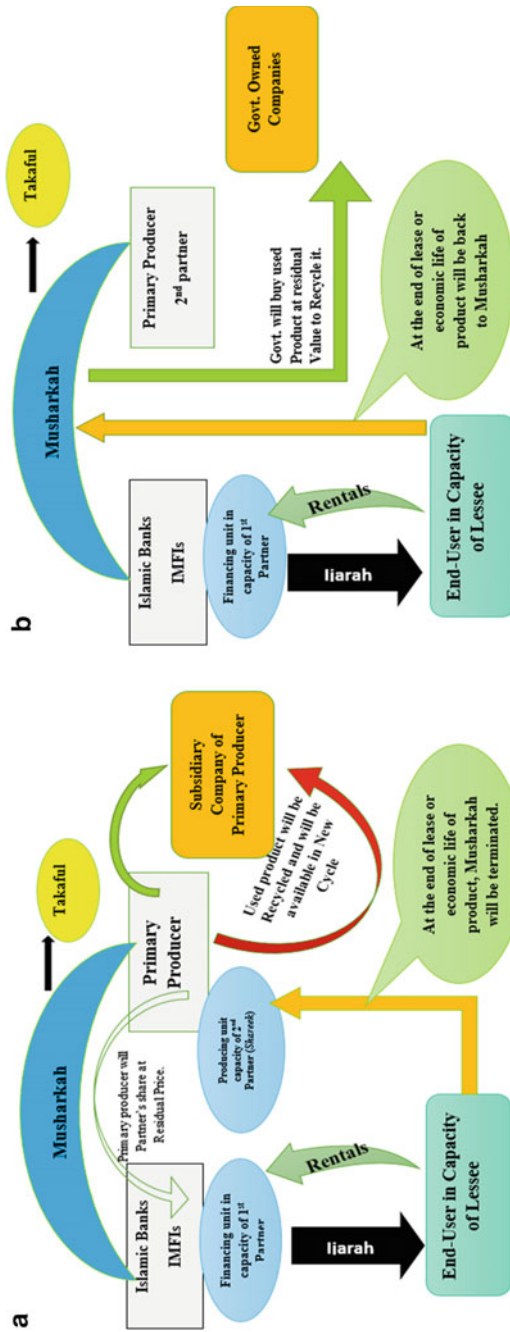 a
Musharkah
Takaful
Islamic Banks
IMFIs
Primary producer will
Partner's share at
Residual Price.
Primary
Producer
Subsidiary
Company of
Primary Producer
Financing unit in
capacity of 1st
Partner
Producing unit
capacity of 2nd
Partner (Shareek)
Used product will be
Recycled and will be
available in New
Cycle
Ijarah
Rentals
End-User in Capacity
of Lessee
At the end of lease or
economic life of
product, Musharkah
will be terminated.
b
Musharkah
Takaful
Islamic Banks
IMFIs
Primary Producer
2nd partner
Financing unit in
capacity of 1st
Partner
Govt. will buy used
Product at residual
Value to Recycle it.
Govt. Owned
Companies
Ijarah
Rentals
End-User in Capacity
of Lessee
At the end of lease or
economic life of
product will be back
to Musharkah